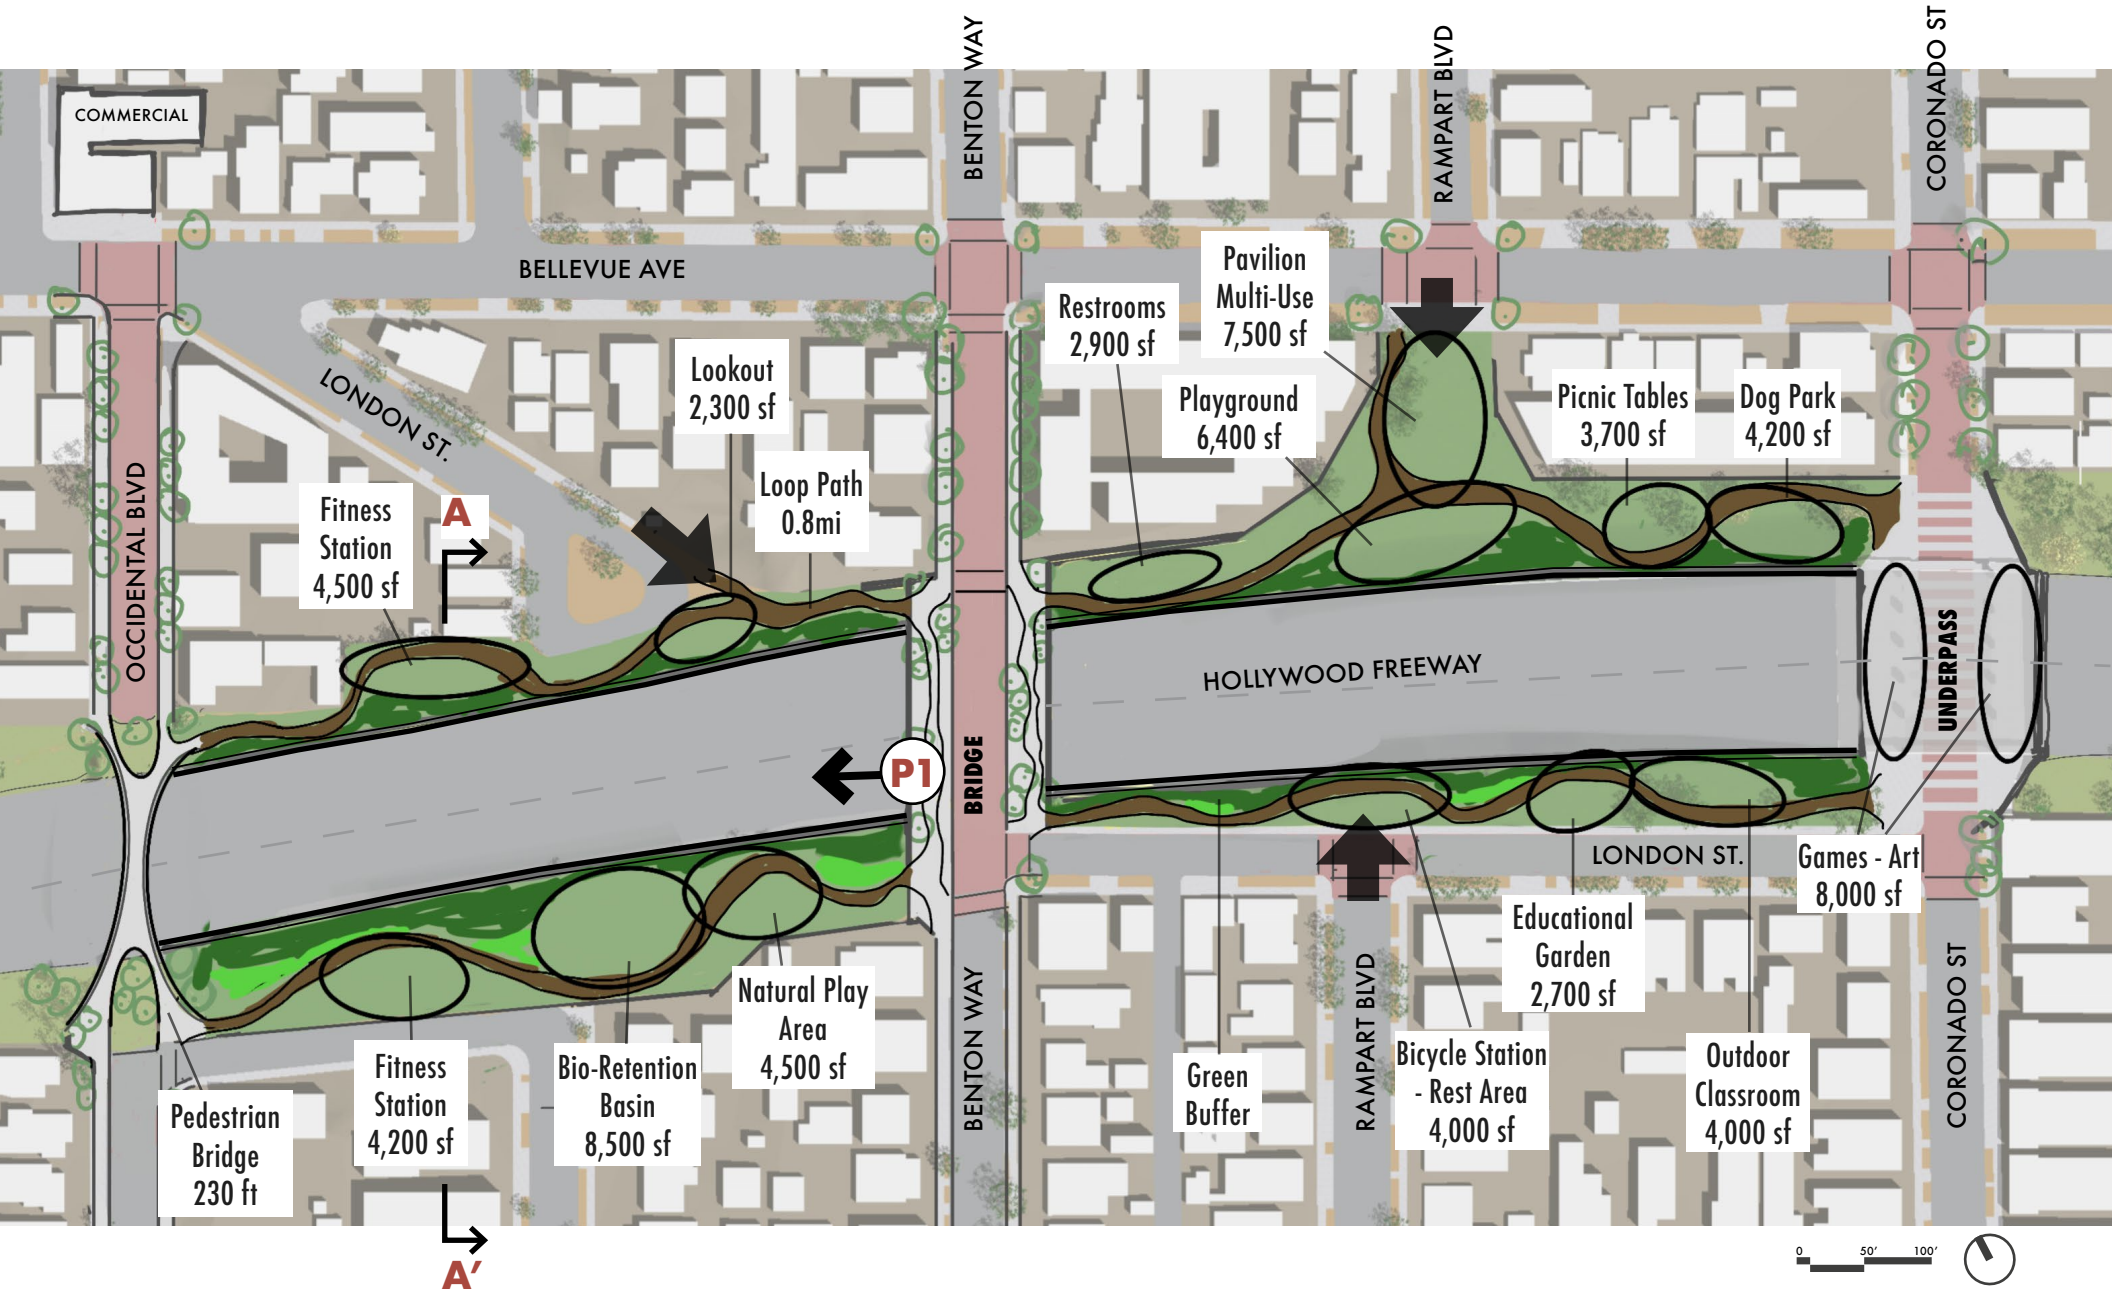 BENTON WAY
RAMPART BLVD
CORONADO ST
COMMERCIAL
BELLEVUE AVE
LONDON ST.
OCCIDENTAL BLVD
Lookout
2,300 sf
Loop Path
0.8mi
Fitness
Station
4,500 sf
A
Restrooms
2,900 sf
Pavilion
Multi-Use
7,500 sf
Playground
6,400 sf
Picnic Tables
3,700 sf
Dog Park
4,200 sf
HOLLYWOOD FREEWAY
UNDERPASS
P1
BRIDGE
LONDON ST.
Games - Art
8,000 sf
Educational
Garden
2,700 sf
Natural Play
Area
4,500 sf
Bicycle Station
- Rest Area
4,000 sf
Outdoor
Classroom
4,000 sf
Green
Buffer
Fitness
Station
4,200 sf
Bio-Retention
Basin
8,500 sf
Pedestrian
Bridge
230 ft
BENTON WAY
RAMPART BLVD
CORONADO ST
A'
0 50' 100'